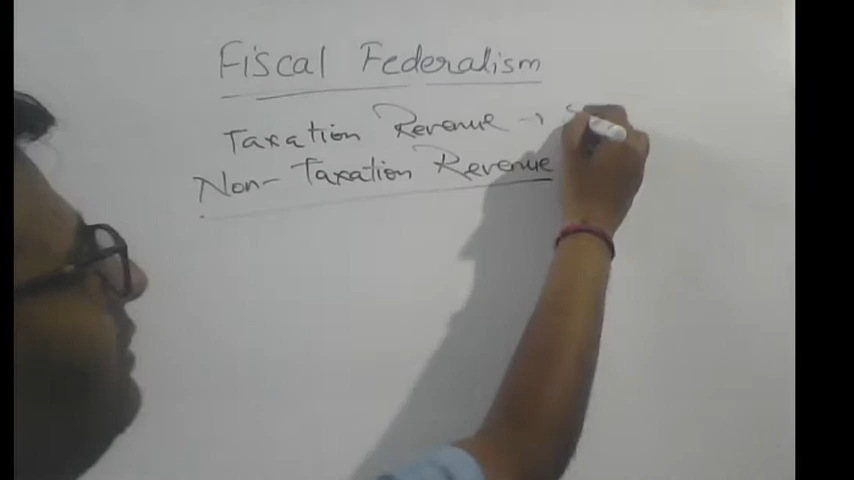 Fiscal Federalism
Taxation Revenue →
Non-Taxation Revenue